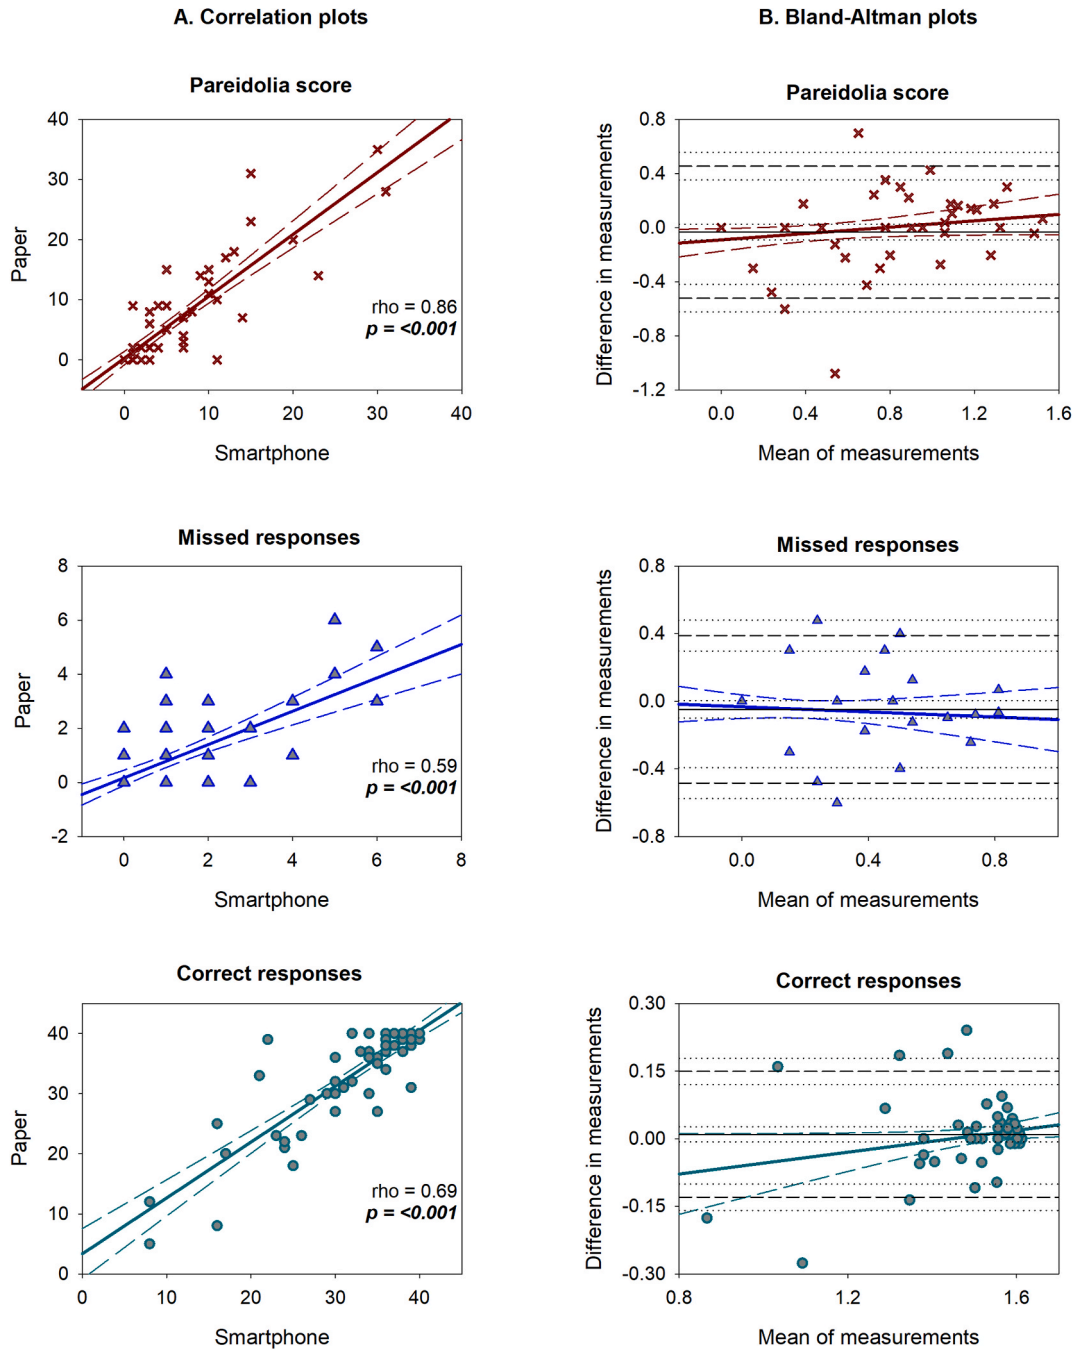 A. Correlation plots
B. Bland-Altman plots
Pareidolia score
40
30
20
10
0
Paper
rho = 0.86
p = <0.001
0 10 20 30 40
Smartphone
Pareidolia score
0.8
0.4
0.0
-0.4
-0.8
-1.2
Difference in measurements
0.0 0.4 0.8 1.2 1.6
Mean of measurements
Missed responses
8
6
4
2
0
-2
Paper
rho = 0.59
p = <0.001
0 2 4 6 8
Smartphone
Missed responses
0.8
0.4
0.0
-0.4
-0.8
Difference in measurements
0.0 0.4 0.8
Mean of measurements
Correct responses
40
30
20
10
0
Paper
rho = 0.69
p = <0.001
0 10 20 30 40
Smartphone
Correct responses
0.30
0.15
0.00
-0.15
-0.30
Difference in measurements
0.8 1.2 1.6
Mean of measurements